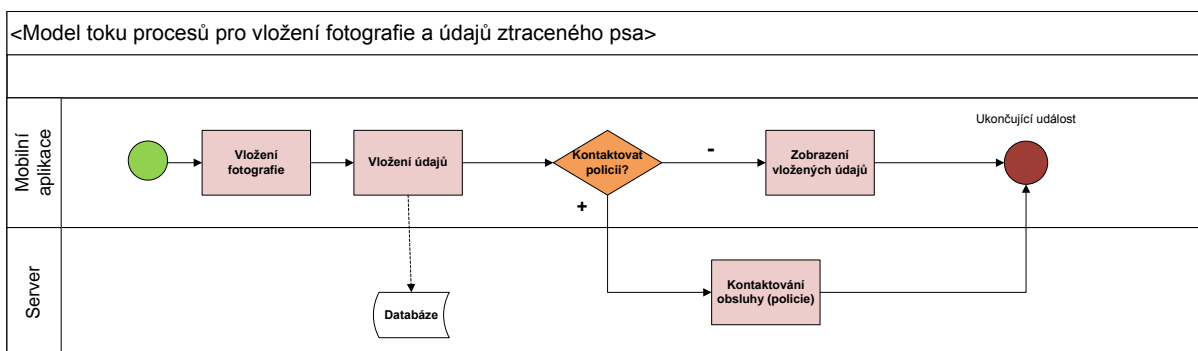 <Model toku procesů pro vložení fotografie a údajů ztraceného psa>
Mobilní
aplikace
Vložení
fotografie
Vložení údajů
Kontaktovat
policii?
-
+
Zobrazení
vložených údajů
Ukončující událost
Server
Databáze
Kontaktování
obsluhy (policie)